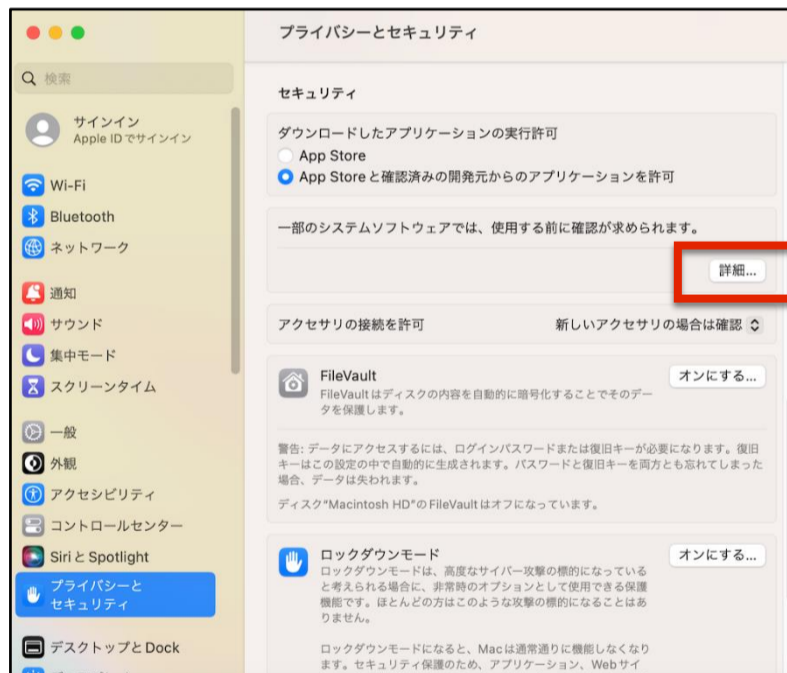 プライバシーとセキュリティ
検索
サインイン
Apple IDでサインイン
Wi-Fi
Bluetooth
ネットワーク
通知
サウンド
集中モード
スクリーンタイム
一般
外観
アクセシビリティ
コントロールセンター
SiriとSpotlight
プライバシーと
セキュリティ
デスクトップとDock
セキュリティ
ダウンロードしたアプリケーションの実行許可
App Store
App Storeと確認済みの開発元からのアプリケーションを許可
一部のシステムソフトウェアでは、使用する前に確認が求められます。
詳細...
アクセサリの接続を許可 新しいアクセサリの場合は確認
FileVault オンにする...
FileVaultはディスクの内容を自動的に暗号化することでそのデー
タを保護します。
警告: データにアクセスするには、ログインパスワードまたは復旧キーが必要になります。復旧
キーはこの設定の中で自動的に生成されます。パスワードと復旧キーを両方とも忘れてしまった
場合、データは失われます。
ディスク"Macintosh HD"のFileVaultはオフになっています。
ロックダウンモード オンにする...
ロックダウンモードは、高度なサイバー攻撃の標的になっている
と考えられる場合に、非常時のオプションとして使用できる保護
機能です。ほとんどの方はこのような攻撃の標的になることはあ
りません。
ロックダウンモードになると、Macは通常通りに機能しなくなり
ます。セキュリティ保護のため、アプリケーション、Webサイ